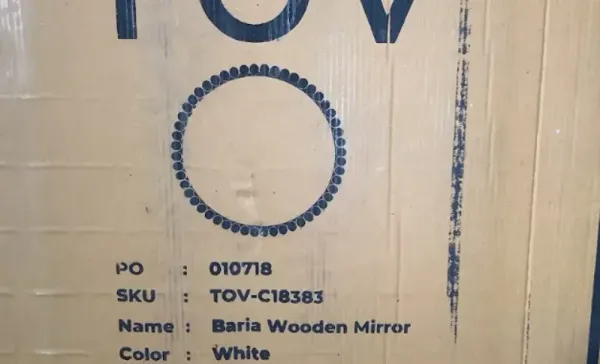 TOV
PO : 010718
SKU : TOV-C18383
Name : Baria Wooden Mirror
Color : White